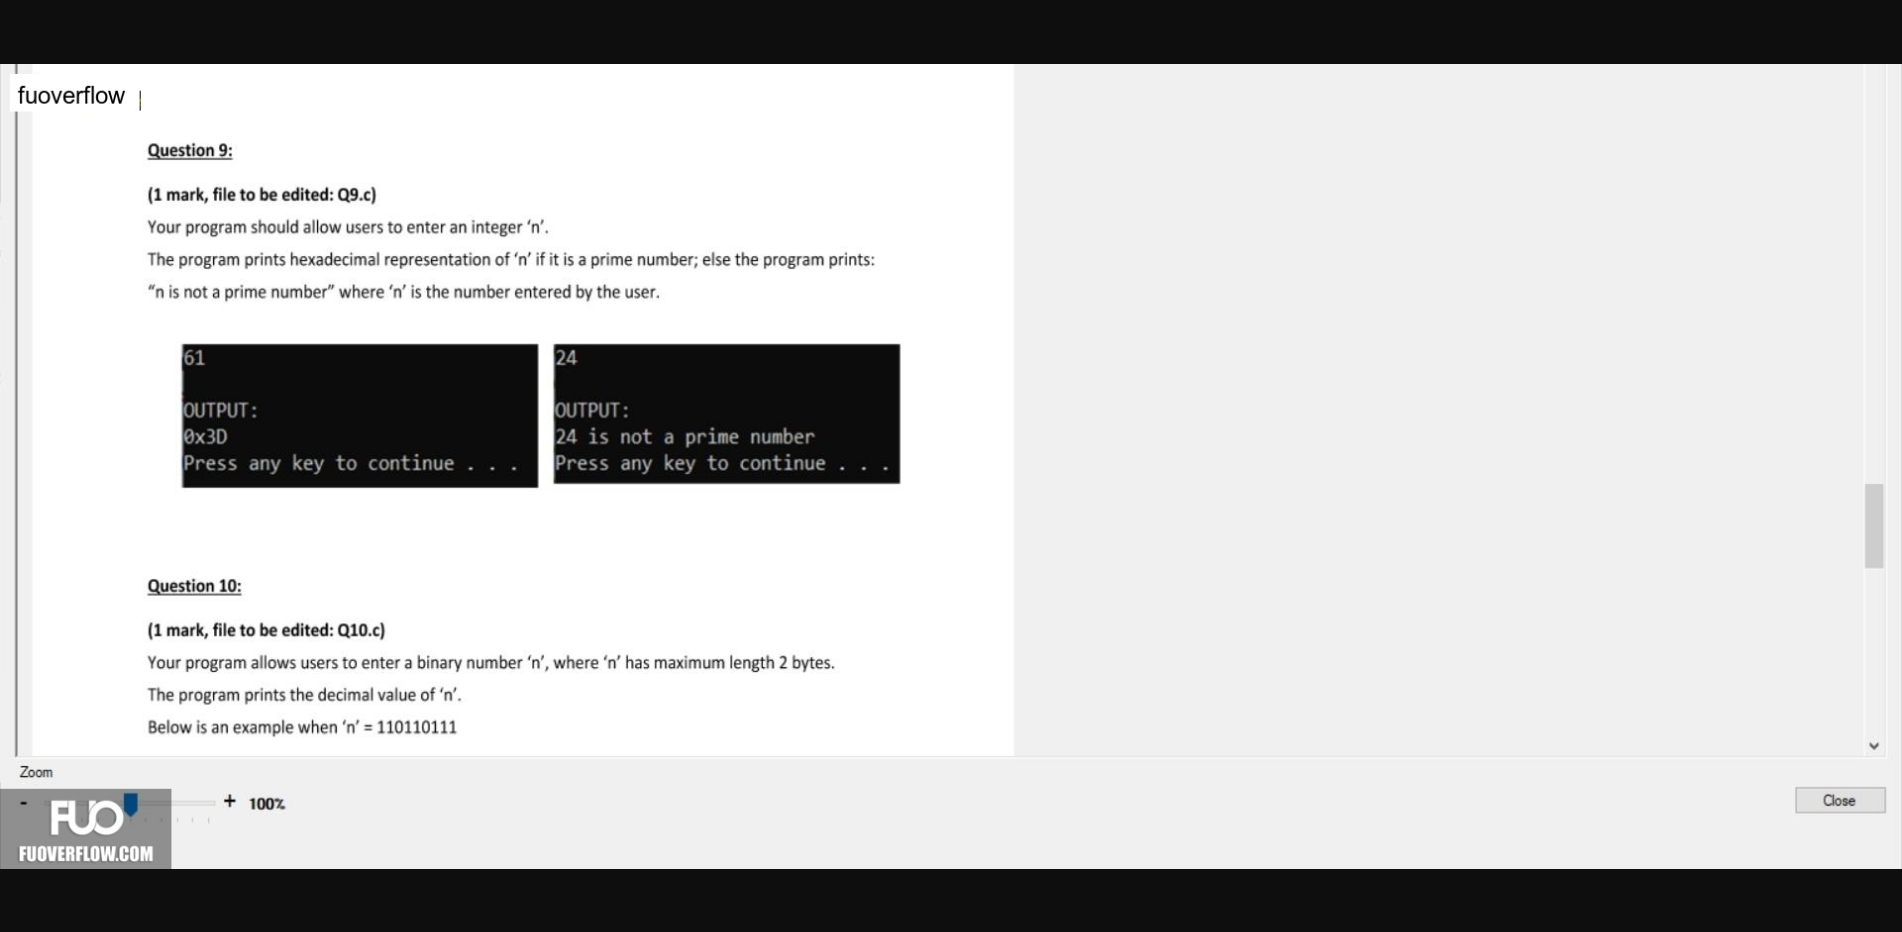 fuoverflow
Question 9:
(1 mark, file to be edited: Q9.c)
Your program should allow users to enter an integer ‘n’.
The program prints hexadecimal representation of ‘n’ if it is a prime number; else the program prints:
“n is not a prime number” where ‘n’ is the number entered by the user.
61
OUTPUT:
0x3D
Press any key to continue . . .
24
OUTPUT:
24 is not a prime number
Press any key to continue . . .
Question 10:
(1 mark, file to be edited: Q10.c)
Your program allows users to enter a binary number ‘n’, where ‘n’ has maximum length 2 bytes.
The program prints the decimal value of ‘n’.
Below is an example when ‘n’ = 110110111
Zoom
- + 100%
Close
FUO
FUOVERFLOW.COM